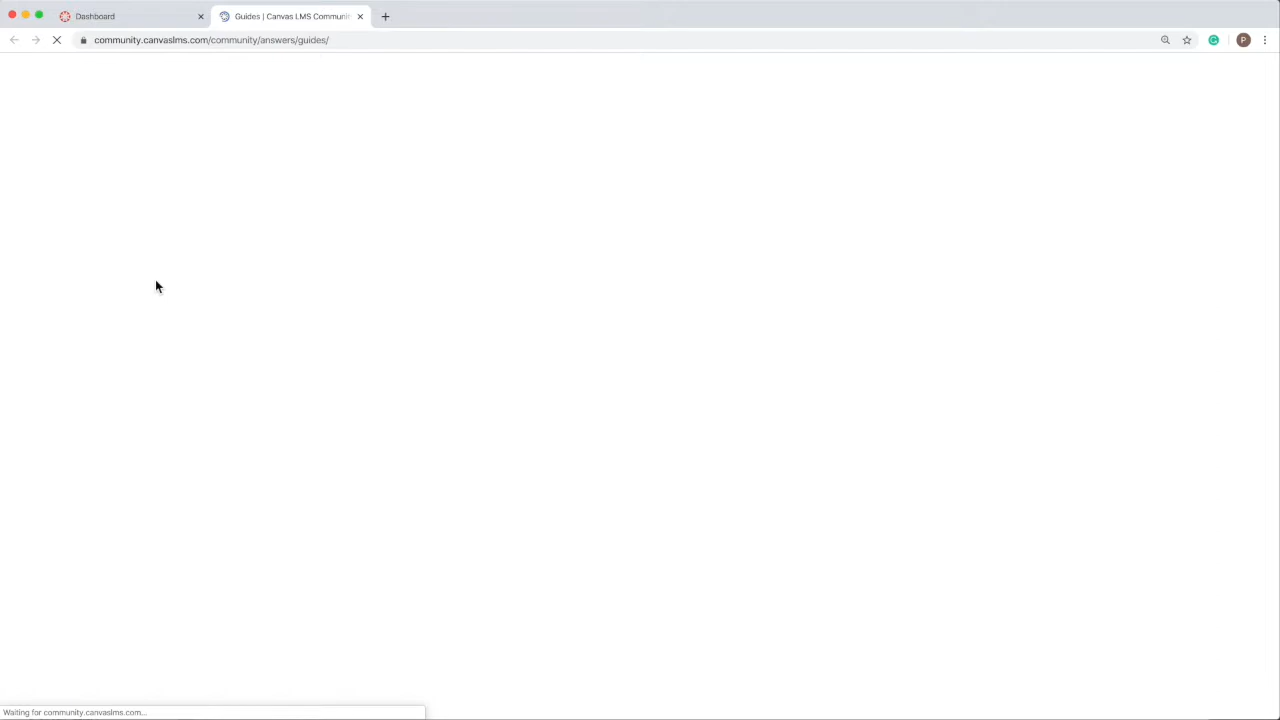 Dashboard
Guides | Canvas LMS Communi
community.canvaslms.com/community/answers/guides/
P
Waiting for community.canvaslms.com...